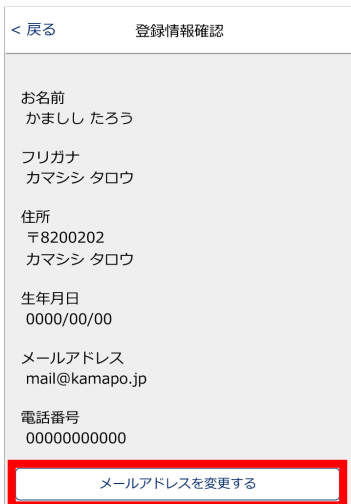 < 戻る
登録情報確認
お名前
かましし たろう
フリガナ
カマシシ タロウ
住所
〒8200202
カマシシ タロウ
生年月日
0000/00/00
メールアドレス
mail@kamapo.jp
電話番号
00000000000
メールアドレスを変更する